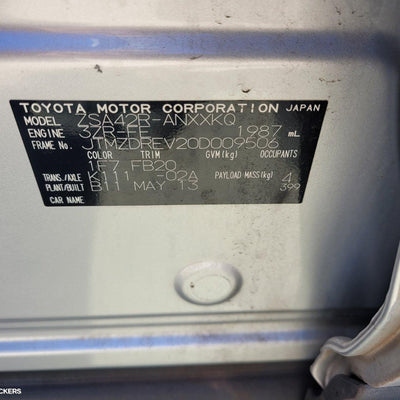 TOYOTA MOTOR CORPORATION JAPAN
MODEL ZSA42R-ANXXKQ
ENGINE 3ZR-FE 1987 mL
FRAME No. JTMZDREV20D009506
COLOR TRIM GVM(kg) OCCUPANTS
1F7 FB20
TRANS./AXLE K111 -02A PAYLOAD MASS(kg) 4
PLANT/BUILT B11 MAY 13 399
CAR NAME
CKERS